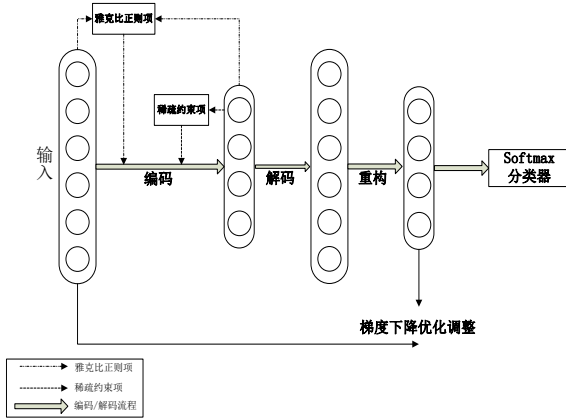 雅克比正则项
稀疏约束项
输入
编码
解码
重构
Softmax
分类器
梯度下降优化调整
雅克比正则项
稀疏约束项
编码/解码流程